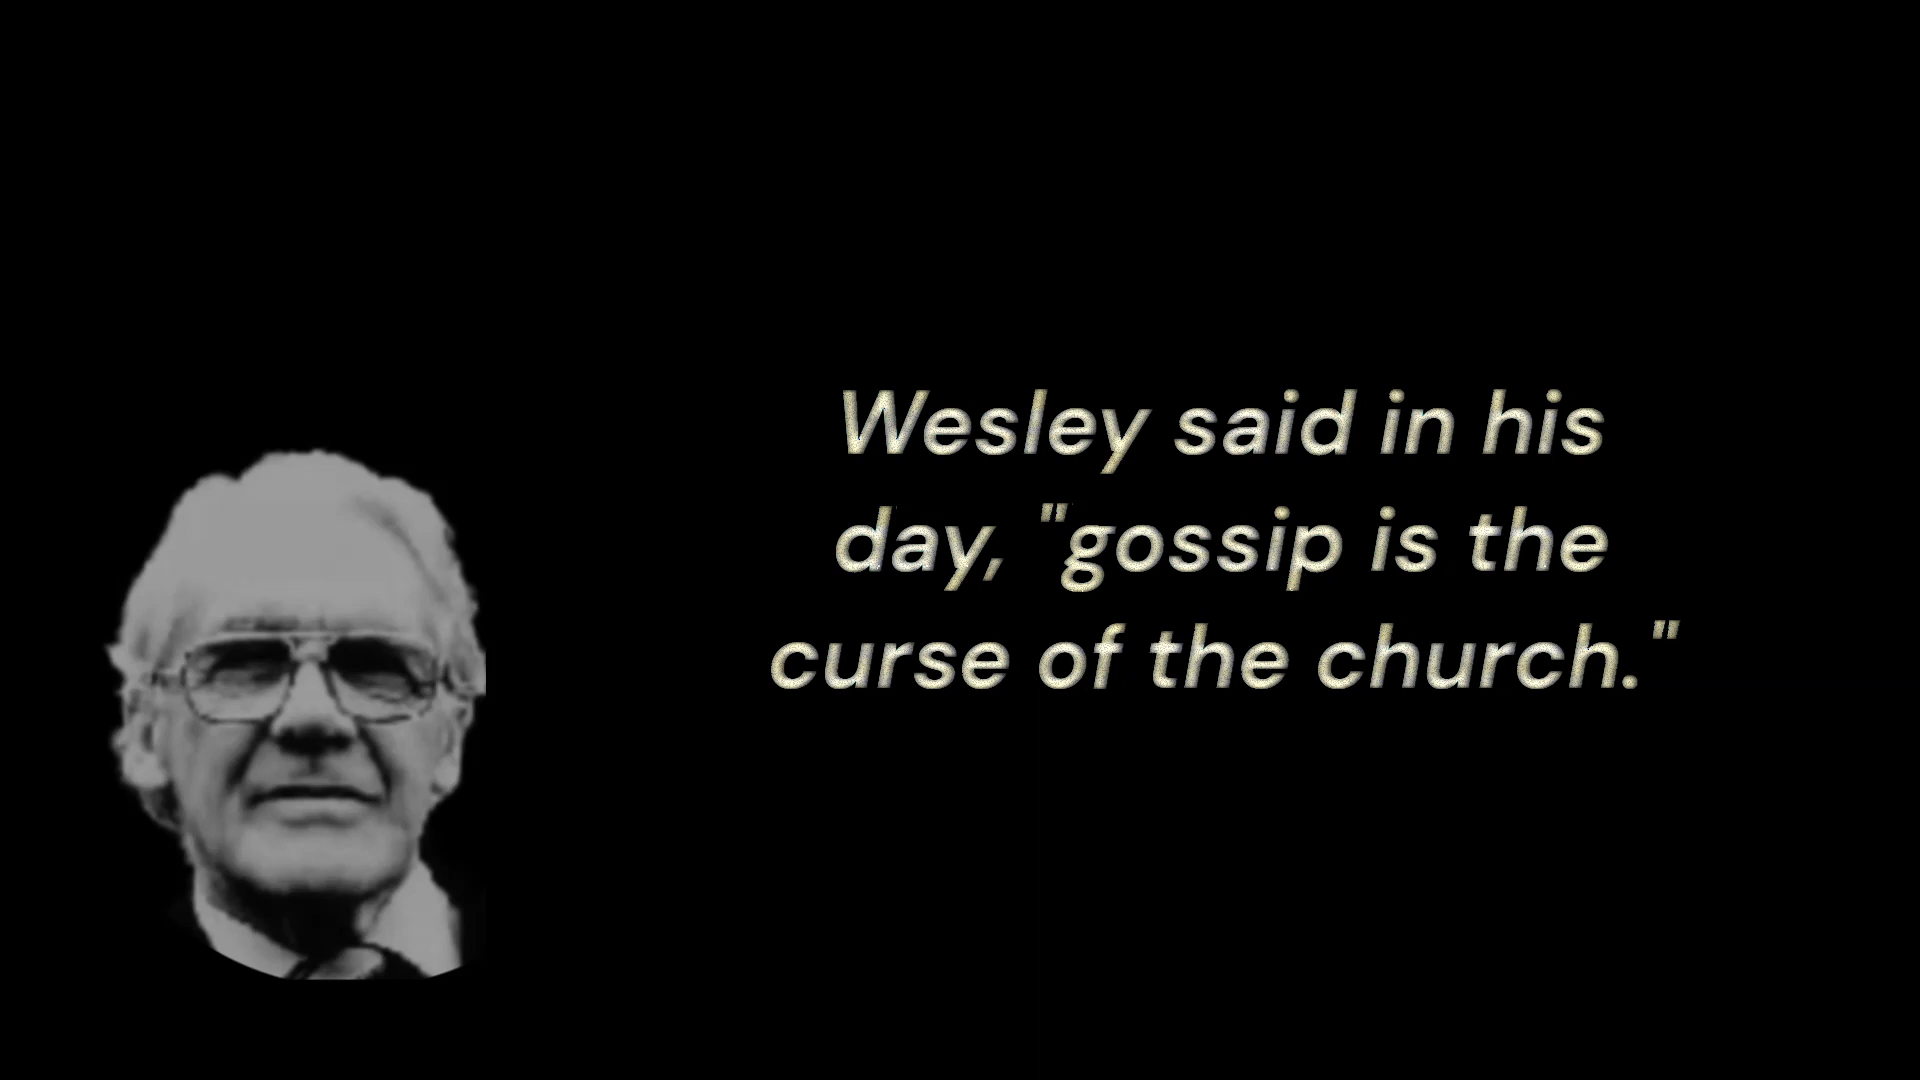 Wesley said in his
day, "gossip is the
curse of the church."